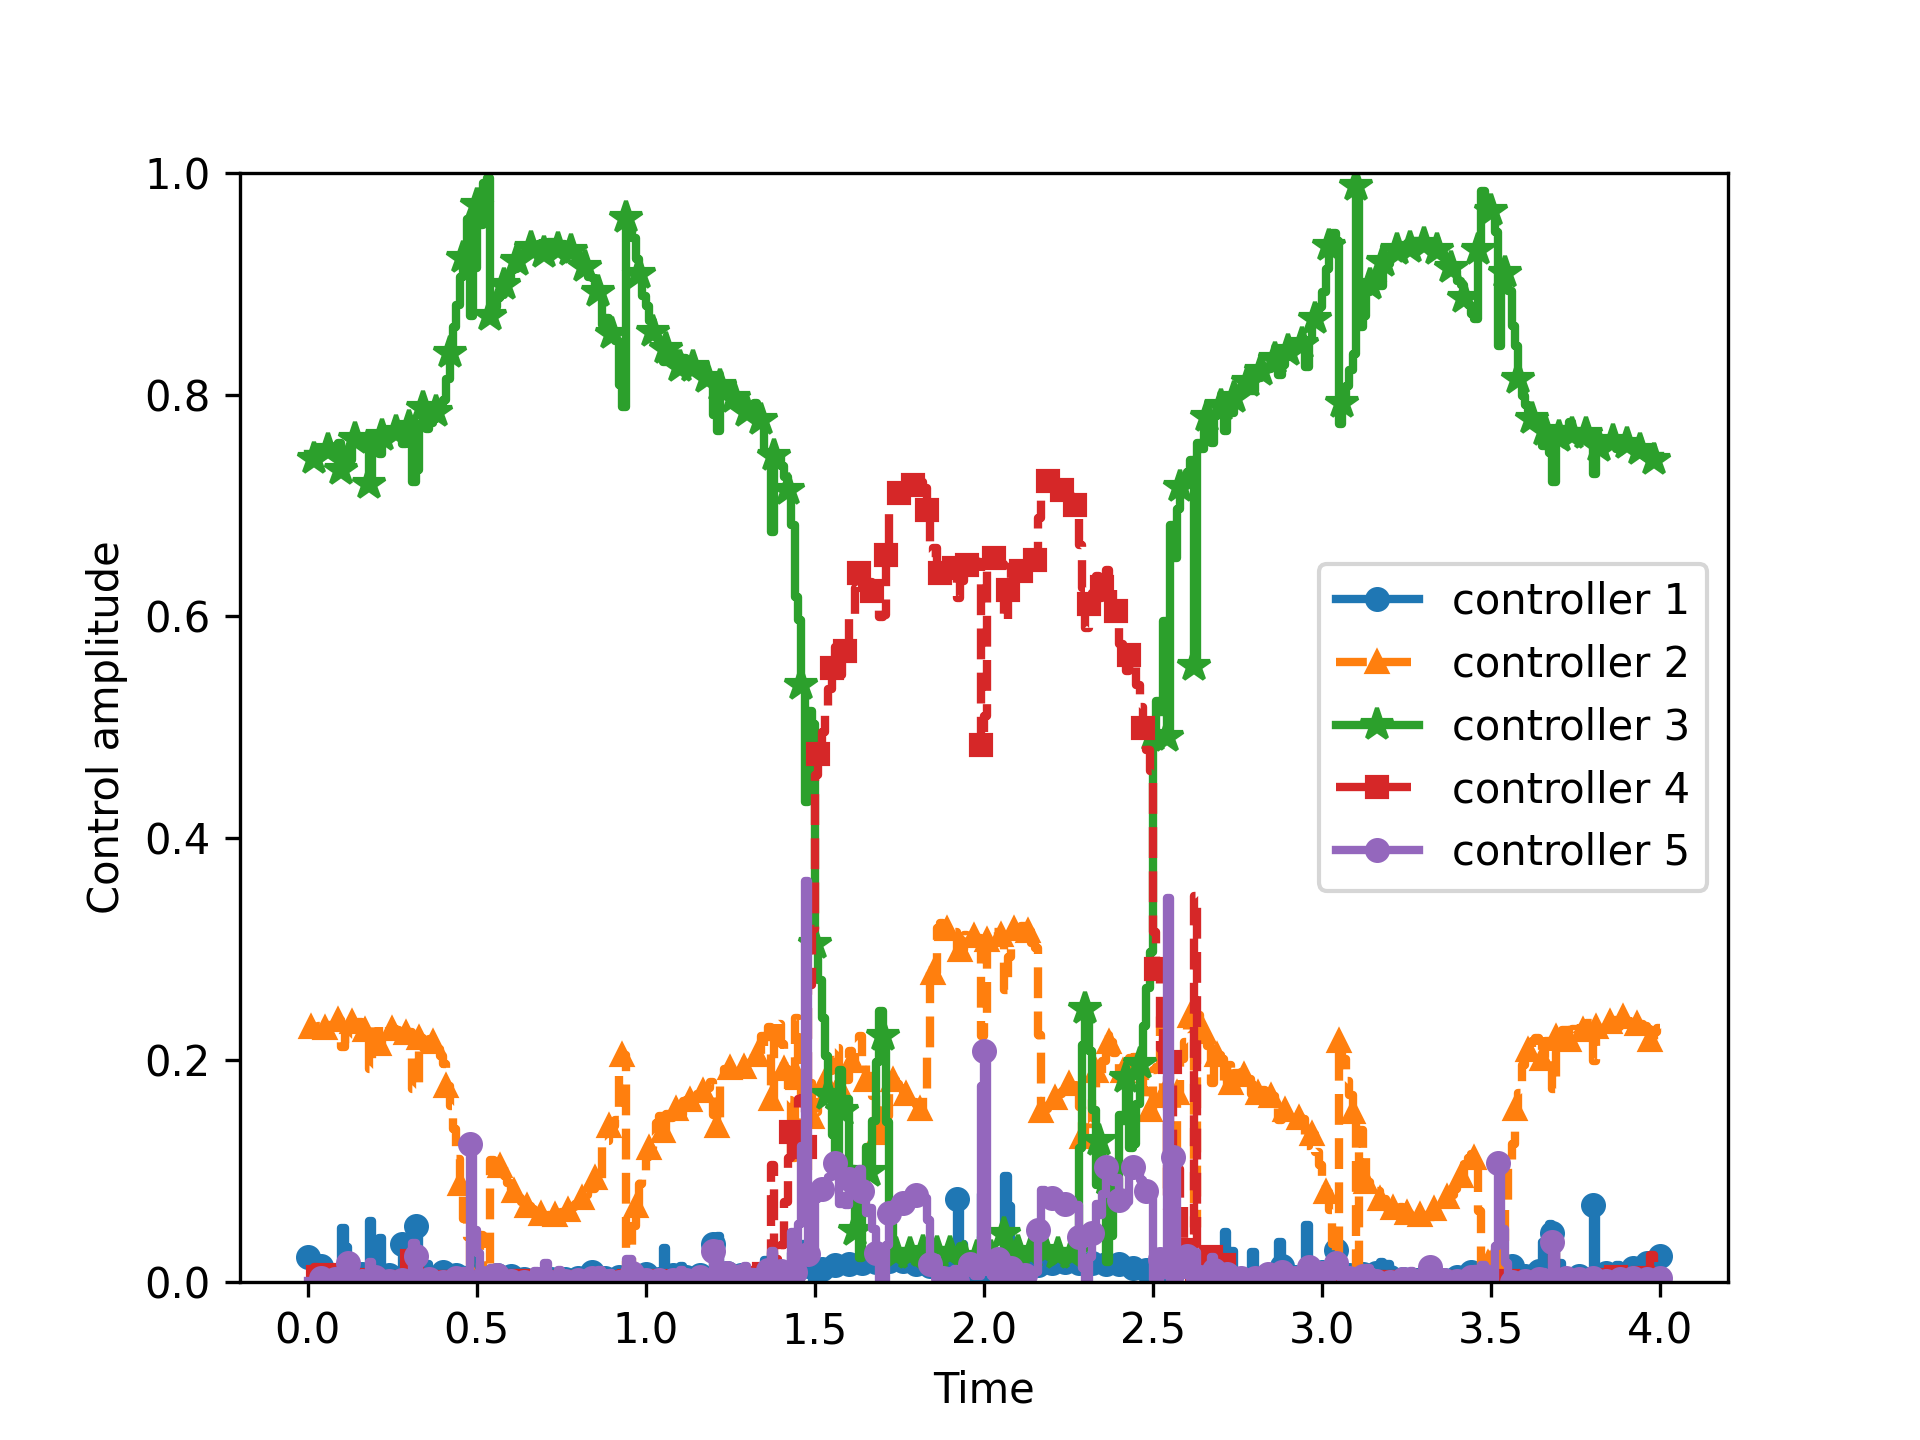 1.0
0.8
0.6
0.4
0.2
0.0
Control amplitude
controller 1
controller 2
controller 3
controller 4
controller 5
0.0 0.5 1.0 1.5 2.0 2.5 3.0 3.5 4.0
Time